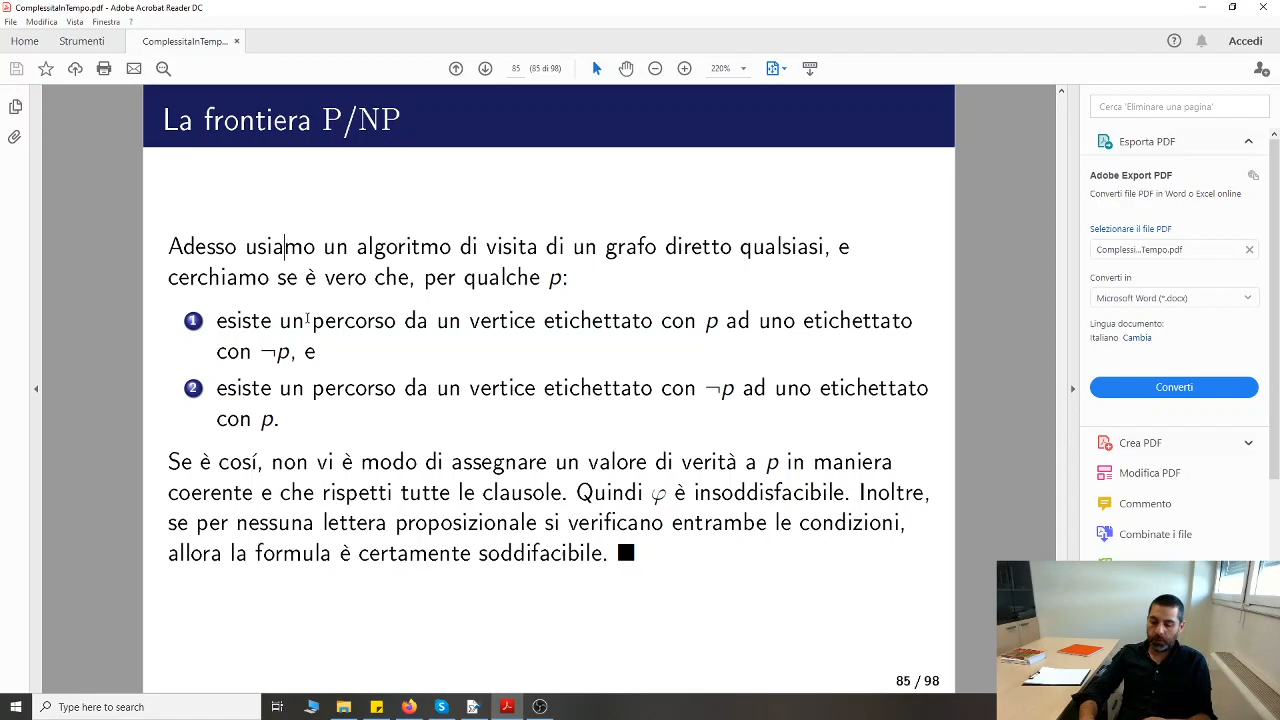 ComplessitaInTempo.pdf - Adobe Acrobat Reader DC
File Modifica Vista Finestra ?
Home Strumenti ComplessitaInTemp... × Accedi
85 (85 di 98) 220%
La frontiera P/NP
Adesso usiamo un algoritmo di visita di un grafo diretto qualsiasi, e
cerchiamo se è vero che, per qualche p:
1 esiste un percorso da un vertice etichettato con p ad uno etichettato
con ¬p, e
2 esiste un percorso da un vertice etichettato con ¬p ad uno etichettato
con p.
Se è cosí, non vi è modo di assegnare un valore di verità a p in maniera
coerente e che rispetti tutte le clausole. Quindi φ è insoddisfacibile. Inoltre,
se per nessuna lettera proposizionale si verificano entrambe le condizioni,
allora la formula è certamente soddifacibile. ■
85 / 98
Cerca 'Eliminare una pagina'
Esporta PDF
Adobe Export PDF
Converti file PDF in Word o Excel online
Selezionare il file PDF
Complessi...Tempo.pdf
Converti in
Microsoft Word (*.docx)
Lingua documento:
Italiano Cambia
Converti
Crea PDF
Modifica PDF
Commento
Combinate i file
Type here to search